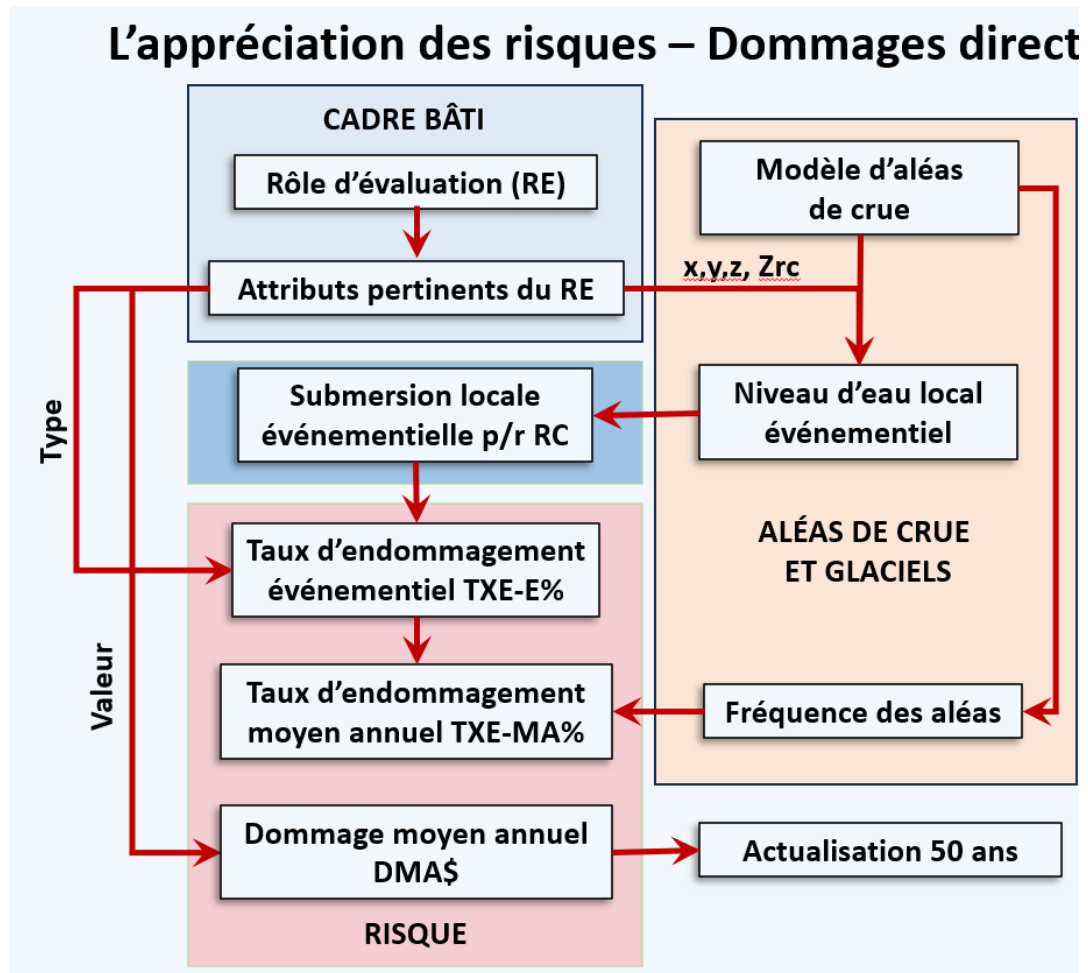 L'appréciation des risques – Dommages direct
CADRE BÂTI
Rôle d'évaluation (RE)
Attributs pertinents du RE
x,y,z, Zrc
Modèle d'aléas
de crue
Submersion locale
événementielle p/r RC
Niveau d'eau local
événementiel
Type
Taux d'endommagement
événementiel TXE-E%
ALÉAS DE CRUE
ET GLACIELS
Valeur
Taux d'endommagement
moyen annuel TXE-MA%
Fréquence des aléas
Dommage moyen annuel
DMA$
Actualisation 50 ans
RISQUE